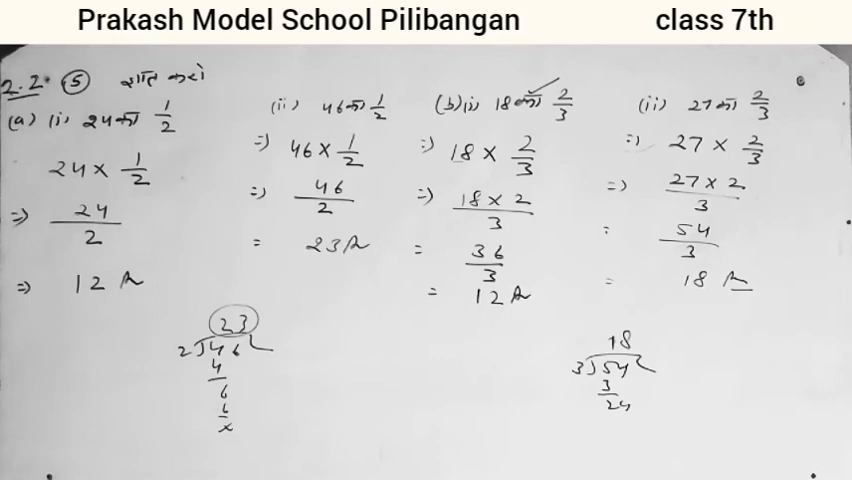 Prakash Model School Pilibangan class 7th
2.2. 5 ज्ञात करो
(a) (i) 24 का 1/2
24 × 1/2
=> 24/2
=> 12
(ii) 46 का 1/2
=) 46 × 1/2
=) 46/2
= 23
(b) (i) 18 का 2/3
=) 18 × 2/3
=) 18 × 2/3
= 36/3
= 12
(ii) 27 का 2/3
=) 27 × 2/3
=) 27 × 2/3
= 54/3
= 18
23
2)46(
4
6
6
×
18
3)54(
3
24